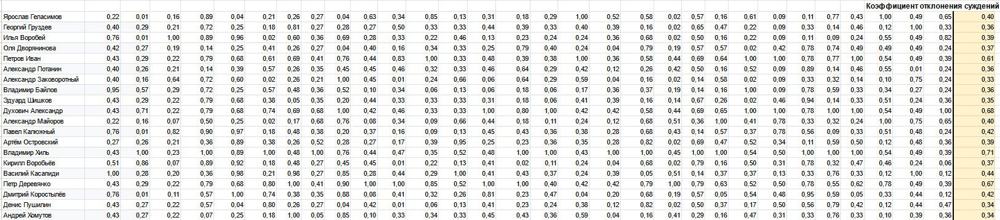 Коэффициент отклонения суждений
Ярослав Геласимов 0,22 0,01 0,16 0,89 0,04 0,21 0,26 0,27 0,04 0,63 0,34 0,85 0,13 0,31 0,18 0,29 1,00 0,52 0,58 0,02 0,57 0,16 0,61 0,09 0,11 0,77 0,43 1,00 0,49 0,65 0,40
Георгий Груздев 0,40 0,29 0,21 0,72 0,25 0,18 0,81 0,27 0,28 0,27 0,50 0,33 0,33 0,44 0,39 0,33 0,40 0,39 0,16 0,02 0,65 0,47 0,22 0,09 0,33 0,14 0,46 0,12 1,00 0,33 0,36
Илья Воробей 0,76 0,01 1,00 0,89 0,96 0,02 0,60 0,36 0,69 0,28 0,33 0,22 0,46 0,13 0,23 0,24 0,24 0,36 0,68 0,02 0,50 0,16 0,22 0,09 0,11 0,09 0,24 0,55 0,49 0,82 0,39
Оля Дворянинова 0,42 0,27 0,19 0,14 0,25 0,41 0,26 0,27 0,04 0,40 0,16 0,34 0,33 0,25 0,79 0,40 0,24 0,04 0,79 0,19 0,57 0,57 0,02 0,42 0,78 0,74 0,49 0,49 0,49 0,24 0,37
Петров Иван 0,43 0,29 0,22 0,79 0,68 0,61 0,69 0,41 0,76 0,44 0,83 1,00 0,33 0,48 0,39 0,38 1,00 0,36 0,58 0,44 0,69 0,64 1,00 1,00 0,78 0,77 1,00 0,54 0,49 0,39 0,61
Александр Потанин 0,40 0,26 0,21 0,14 0,39 0,57 0,26 0,35 0,45 0,45 0,46 0,32 0,33 0,46 0,64 0,29 0,42 0,12 0,26 0,42 0,50 0,16 0,52 0,09 0,89 0,14 0,46 0,55 0,01 0,24 0,36
Александр Заковоротный 0,40 0,16 0,64 0,72 0,60 0,02 0,26 0,21 1,00 0,45 0,01 0,24 0,66 0,06 0,64 0,29 0,59 0,04 0,16 0,02 0,14 0,58 0,02 0,09 0,33 0,32 0,14 0,10 0,75 0,24 0,33
Владимир Байлов 0,95 0,57 0,29 0,72 0,25 0,57 0,48 0,36 0,52 0,10 0,34 0,06 0,13 0,06 0,18 0,06 0,17 0,36 0,37 0,19 0,14 0,16 1,00 0,09 0,78 0,59 0,33 0,34 0,27 0,24 0,36
Эдуард Шишков 0,43 0,29 0,22 0,79 0,68 0,38 0,05 0,35 0,20 0,44 0,33 0,33 0,33 0,31 0,18 0,06 0,41 0,39 0,16 0,14 0,67 0,26 0,02 0,46 0,94 0,14 0,33 0,51 0,24 0,36 0,35
Духович Александр 0,43 0,71 0,22 0,79 0,68 0,74 0,69 0,68 1,00 0,42 0,46 0,33 0,33 1,00 0,80 1,00 0,42 0,42 0,58 0,44 0,69 0,65 1,00 1,00 0,78 1,00 1,00 0,54 0,49 1,00 0,68
Александр Майоров 0,22 0,16 0,07 0,50 0,25 0,02 0,17 0,68 0,76 0,08 0,34 0,09 0,66 0,44 0,18 0,11 0,24 0,12 0,68 0,51 0,36 1,00 0,41 0,78 0,33 0,32 0,24 1,00 0,75 0,65 0,40
Павел Калюжный 0,76 0,01 0,82 0,90 0,97 0,18 0,48 0,38 0,20 0,37 0,16 0,09 0,13 0,45 0,43 0,36 0,38 0,28 0,68 0,43 0,14 0,57 0,37 0,78 0,56 0,09 0,33 0,51 0,48 0,24 0,42
Артём Островский 0,27 0,26 0,21 0,36 0,89 0,38 0,26 0,52 0,28 0,27 0,17 0,39 0,95 0,25 0,23 0,36 0,35 0,28 0,82 0,02 0,69 0,47 0,52 0,34 0,11 0,59 0,50 0,12 0,48 0,36 0,39
Владимир Хиль 0,43 1,00 0,23 1,00 0,89 1,00 0,48 1,00 0,76 0,44 0,47 0,35 0,52 0,48 1,00 1,00 0,43 1,00 1,00 0,45 1,00 1,00 0,54 0,50 1,00 1,00 1,00 0,54 0,49 0,39 0,71
Кирилл Воробьёв 0,51 0,86 0,07 0,89 0,92 0,18 0,48 0,27 0,45 0,45 0,01 0,22 0,13 0,41 0,02 0,11 0,24 0,04 0,68 0,02 0,79 0,16 0,50 0,31 0,78 0,32 0,47 0,46 0,24 0,06 0,37
Василий Касапиди 1,00 0,28 0,20 0,36 0,98 0,21 0,98 0,27 0,85 0,28 0,44 0,29 1,00 0,41 0,43 0,37 0,24 0,39 0,05 0,51 0,14 0,37 0,37 0,13 0,33 0,76 0,33 0,12 1,00 0,12 0,44
Петр Деревянко 0,43 0,29 0,22 0,79 0,68 0,80 1,00 0,41 0,90 1,00 1,00 0,85 0,52 1,00 1,00 0,40 0,42 0,42 0,79 1,00 0,79 0,63 0,52 0,50 0,78 0,55 0,62 0,78 0,49 0,39 0,67
Дмитрий Коростылёв 0,76 0,01 0,11 0,57 1,00 0,74 0,38 0,35 0,88 0,08 0,41 0,32 0,26 0,81 0,23 0,47 0,04 0,20 0,68 0,19 0,57 0,05 0,54 0,48 0,95 0,59 0,05 0,33 0,44 0,12 0,42
Денис Пушилин 0,43 0,27 0,22 0,57 0,04 0,80 0,26 0,27 0,04 0,42 0,01 0,06 0,13 0,41 0,23 0,24 0,38 0,12 0,82 0,02 0,50 0,37 0,17 0,50 0,56 0,79 0,42 0,12 0,44 0,47 0,34
Андрей Хомутов 0,43 0,27 0,22 0,07 0,25 0,18 1,00 0,05 0,85 0,10 0,33 0,34 0,33 0,45 0,43 0,36 0,59 0,04 0,16 0,41 0,29 0,16 0,47 0,31 0,33 0,76 0,33 0,10 0,39 0,36 0,34